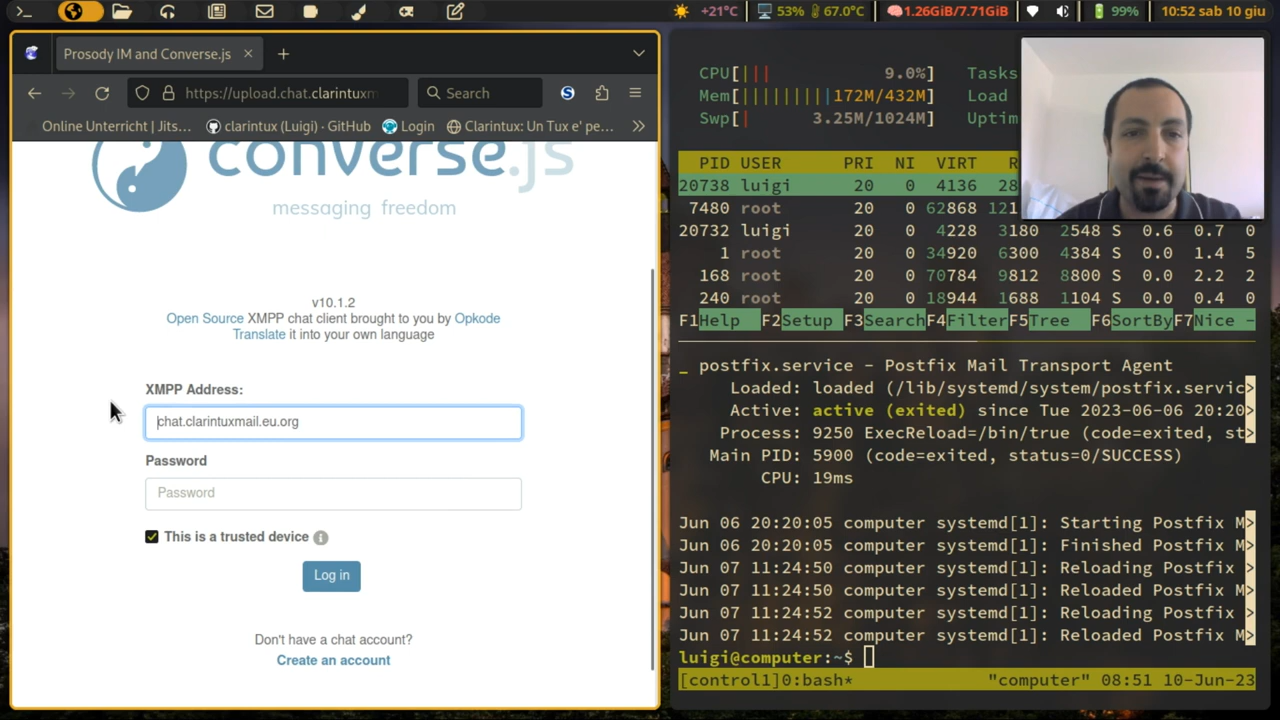 +21°C 53% 67.0°C 1.26GiB/7.71GiB 99% 10:52 sab 10 giu
Prosody IM and Converse.js
https://upload.chat.clarintuxm
Search
Online Unterricht | Jits…
clarintux (Luigi) · GitHub
Login
Clarintux: Un Tux e' pe…
converse.js
messaging freedom
v10.1.2
Open Source XMPP chat client brought to you by Opkode
Translate it into your own language
XMPP Address:
chat.clarintuxmail.eu.org
Password
Password
This is a trusted device
Log in
Don't have a chat account?
Create an account
CPU[||| 9.0%] Tasks
Mem[||||||||||172M/432M] Load
Swp[| 3.25M/1024M] Uptim
PID USER PRI NI VIRT R
20738 luigi 20 0 4136 28
7480 root 20 0 62868 121
20732 luigi 20 0 4228 3180 2548 S 0.6 0.7 0
1 root 20 0 34920 6300 4384 S 0.0 1.4 5
168 root 20 0 70784 9812 8800 S 0.0 2.2 2
240 root 20 0 18944 1688 1104 S 0.0 0.4 0
F1Help F2Setup F3SearchF4FilterF5Tree F6SortByF7Nice -
_ postfix.service - Postfix Mail Transport Agent
Loaded: loaded (/lib/systemd/system/postfix.servic>
Active: active (exited) since Tue 2023-06-06 20:20>
Process: 9250 ExecReload=/bin/true (code=exited, st>
Main PID: 5900 (code=exited, status=0/SUCCESS)
CPU: 19ms
Jun 06 20:20:05 computer systemd[1]: Starting Postfix M>
Jun 06 20:20:05 computer systemd[1]: Finished Postfix M>
Jun 07 11:24:50 computer systemd[1]: Reloading Postfix >
Jun 07 11:24:50 computer systemd[1]: Reloaded Postfix M>
Jun 07 11:24:52 computer systemd[1]: Reloading Postfix >
Jun 07 11:24:52 computer systemd[1]: Reloaded Postfix M>
luigi@computer:~$
[control1]0:bash* "computer" 08:51 10-Jun-23